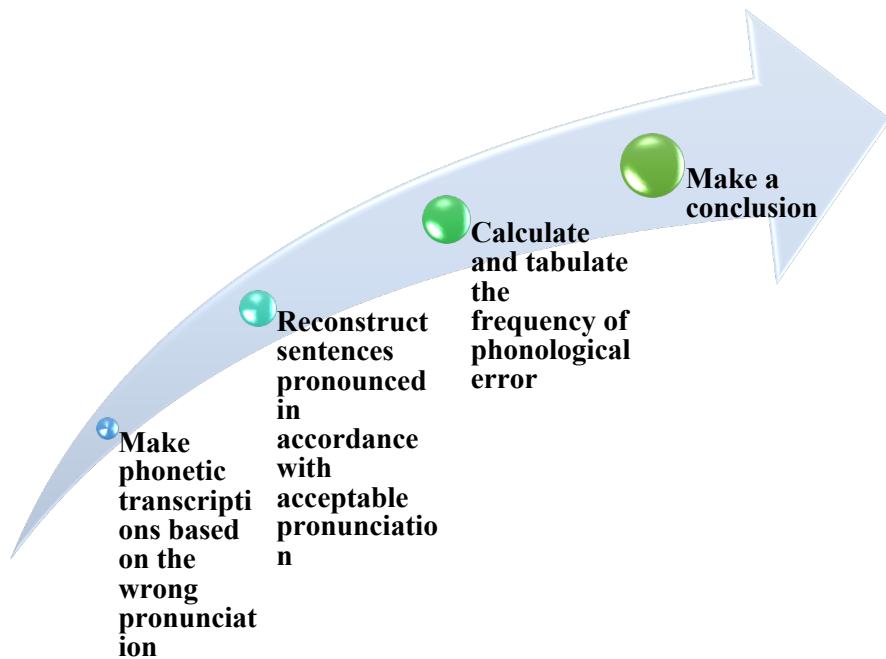 Make
phonetic
transcripti
ons based
on the
wrong
pronunciat
ion
Reconstruct
sentences
pronounced
in
accordance
with
acceptable
pronunciatio
n
Calculate
and tabulate
the
frequency of
phonological
error
Make a
conclusion